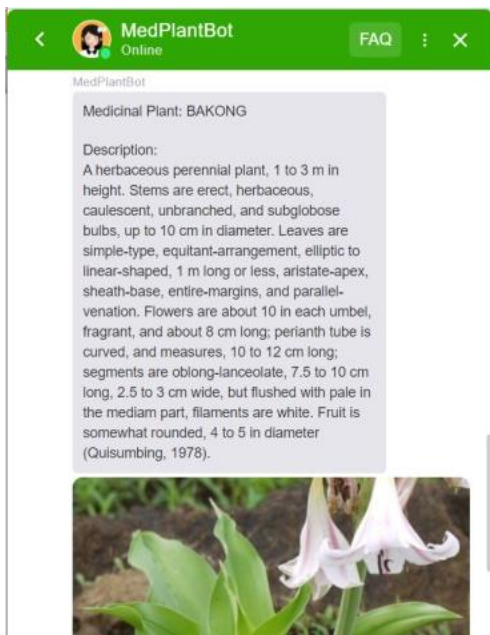 MedPlantBot
Online
FAQ
MedPlantBot
Medicinal Plant: BAKONG
Description:
A herbaceous perennial plant, 1 to 3 m in
height. Stems are erect, herbaceous,
caulescent, unbranched, and subglobose
bulbs, up to 10 cm in diameter. Leaves are
simple-type, equitant-arrangement, elliptic to
linear-shaped, 1 m long or less, aristate-apex,
sheath-base, entire-margins, and parallel-
venation. Flowers are about 10 in each umbel,
fragrant, and about 8 cm long; perianth tube is
curved, and measures, 10 to 12 cm long;
segments are oblong-lanceolate, 7.5 to 10 cm
long, 2.5 to 3 cm wide, but flushed with pale in
the mediam part, filaments are white. Fruit is
somewhat rounded, 4 to 5 in diameter
(Quisumbing, 1978).